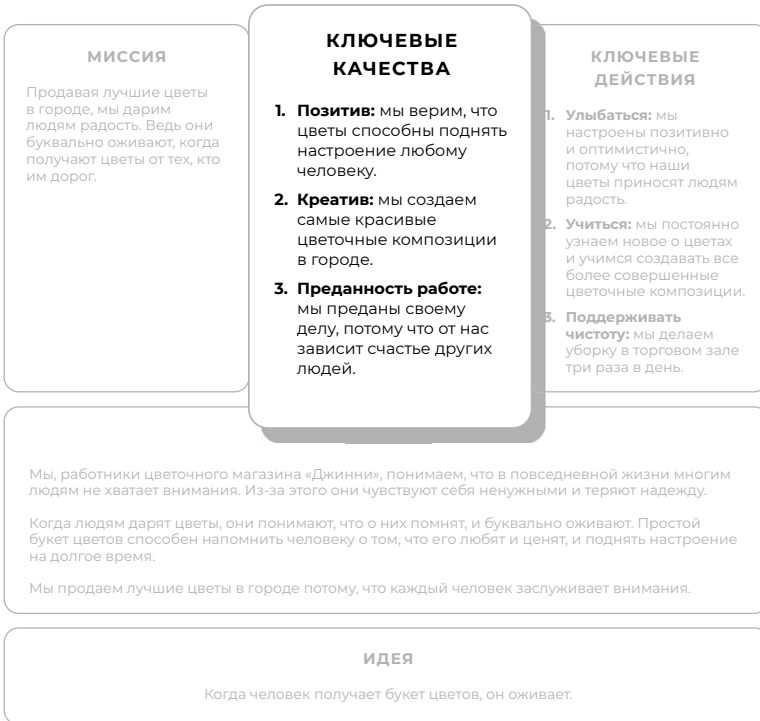 МИССИЯ
Продавая лучшие цветы
в городе, мы дарим
людям радость. Ведь они
буквально оживают, когда
получают цветы от тех, кто
им дорог.
КЛЮЧЕВЫЕ
КАЧЕСТВА
1. Позитив: мы верим, что
цветы способны поднять
настроение любому
человеку.
2. Креатив: мы создаем
самые красивые
цветочные композиции
в городе.
3. Преданность работе:
мы преданы своему
делу, потому что от нас
зависит счастье других
людей.
КЛЮЧЕВЫЕ
ДЕЙСТВИЯ
1. Улыбаться: мы
настроены позитивно
и оптимистично,
потому что наши
цветы приносят людям
радость.
2. Учиться: мы постоянно
узнаем новое о цветах
и учимся создавать все
более совершенные
цветочные композиции.
3. Поддерживать
чистоту: мы делаем
уборку в торговом зале
три раза в день.
Мы, работники цветочного магазина «Джинни», понимаем, что в повседневной жизни многим
людям не хватает внимания. Из-за этого они чувствуют себя ненужными и теряют надежду.
Когда людям дарят цветы, они понимают, что о них помнят, и буквально оживают. Простой
букет цветов способен напомнить человеку о том, что его любят и ценят, и поднять настроение
на долгое время.
Мы продаем лучшие цветы в городе потому, что каждый человек заслуживает внимания.
ИДЕЯ
Когда человек получает букет цветов, он оживает.